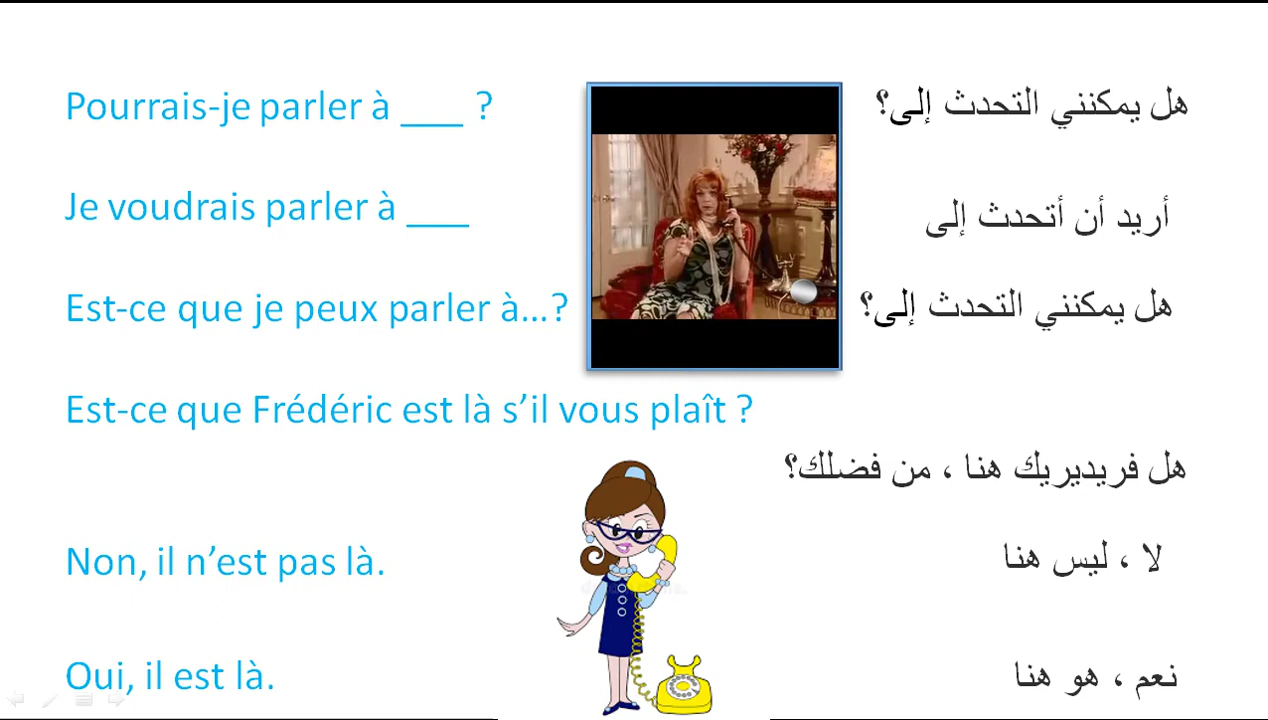 Pourrais-je parler à ___ ?
هل يمكنني التحدث إلى؟
Je voudrais parler à ___
أريد أن أتحدث إلى
Est-ce que je peux parler à...?
هل يمكنني التحدث إلى؟
Est-ce que Frédéric est là s’il vous plaît ?
هل فريديريك هنا ، من فضلك؟
Non, il n’est pas là.
لا ، ليس هنا
Oui, il est là.
نعم ، هو هنا